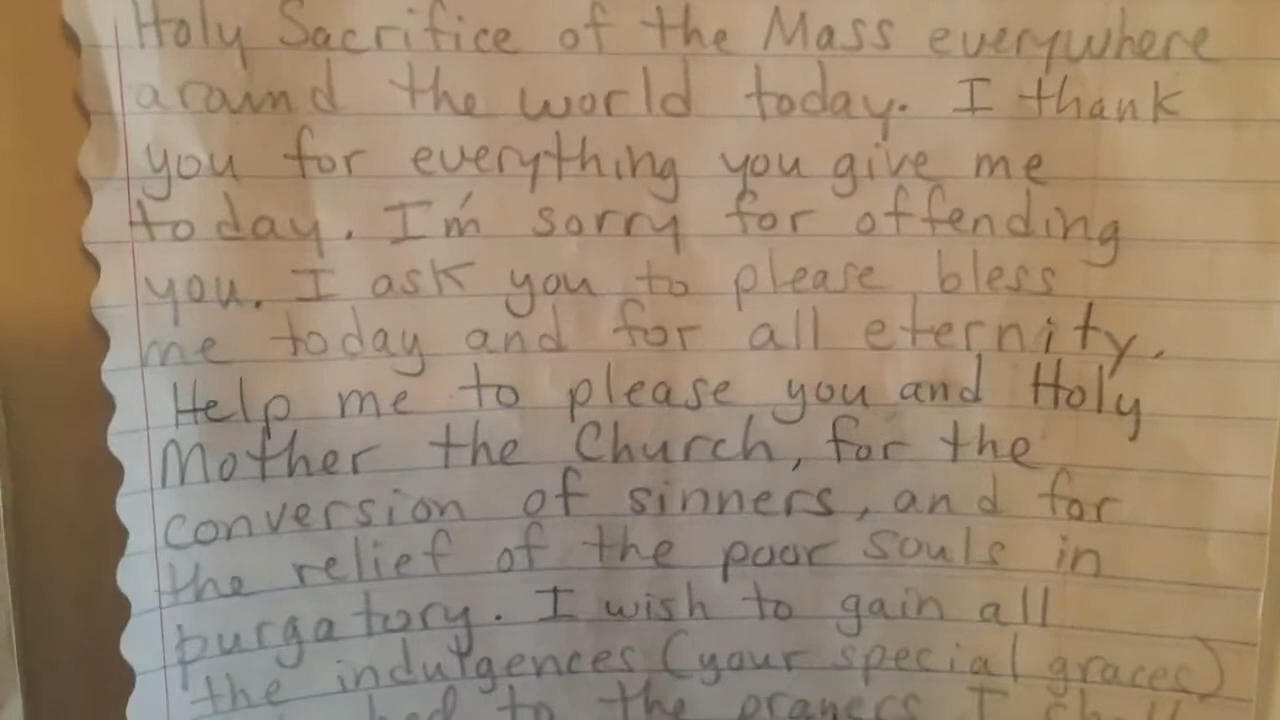 Holy Sacrifice of the Mass everywhere
around the world today. I thank
you for everything you give me
today. I'm sorry for offending
you. I ask you to please bless
me today and for all eternity.
Help me to please you and Holy
Mother the Church, for the
conversion of sinners, and for
the relief of the poor souls in
purgatory. I wish to gain all
the indulgences (your special graces)
to the prayers I